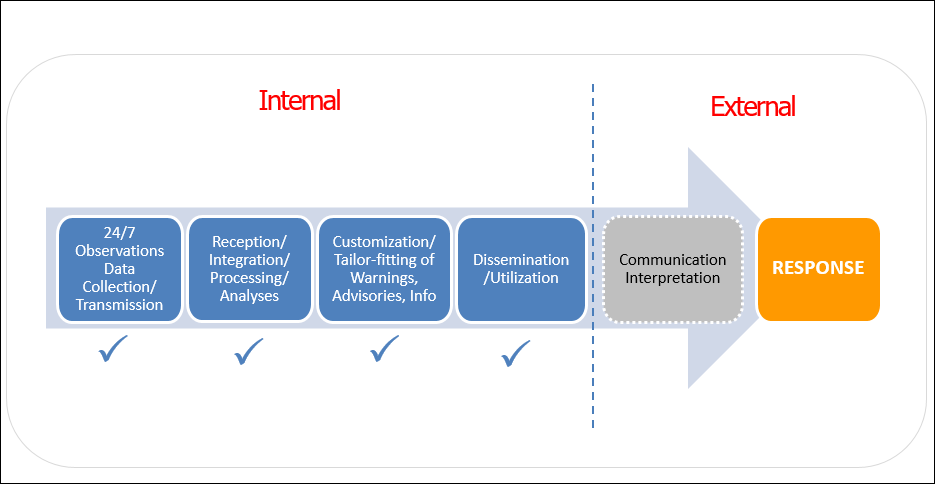 Internal
External
24/7
Observations
Data
Collection/
Transmission
Reception/
Integration/
Processing/
Analyses
Customization/
Tailor-fitting of
Warnings,
Advisories, Info
Dissemination
/Utilization
Communication
Interpretation
RESPONSE